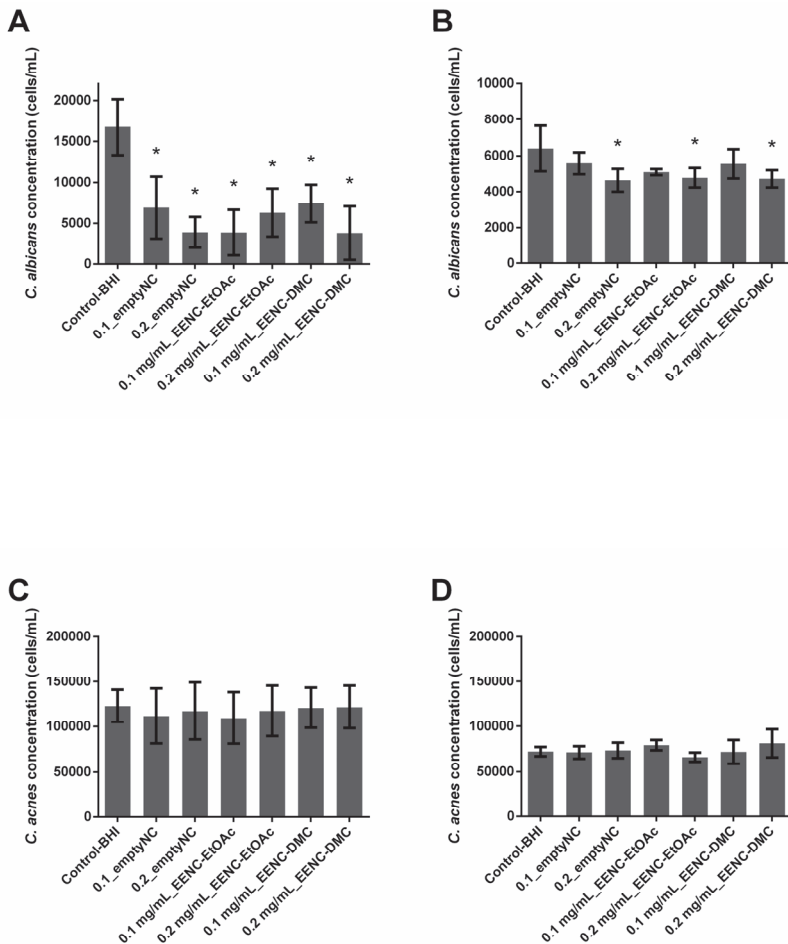 A
C. albicans concentration (cells/mL)
20000
15000
10000
5000
0
*
*
*
*
*
*
Control-BHI
0.1_emptyNC
0.2_emptyNC
0.1 mg/mL_EENC-EtOAc
0.2 mg/mL_EENC-EtOAc
0.1 mg/mL_EENC-DMC
0.2 mg/mL_EENC-DMC
B
C. albicans concentration (cells/mL)
10000
8000
6000
4000
2000
0
*
*
*
Control-BHI
0.1_emptyNC
0.2_emptyNC
0.1 mg/mL_EENC-EtOAc
0.2 mg/mL_EENC-EtOAc
0.1 mg/mL_EENC-DMC
0.2 mg/mL_EENC-DMC
C
C. acnes concentration (cells/mL)
200000
150000
100000
50000
0
Control-BHI
0.1_emptyNC
0.2_emptyNC
0.1 mg/mL_EENC-EtOAc
0.2 mg/mL_EENC-EtOAc
0.1 mg/mL_EENC-DMC
0.2 mg/mL_EENC-DMC
D
C. acnes concentration (cells/mL)
200000
150000
100000
50000
0
Control-BHI
0.1_emptyNC
0.2_emptyNC
0.1 mg/mL_EENC-EtOAc
0.2 mg/mL_EENC-EtOAc
0.1 mg/mL_EENC-DMC
0.2 mg/mL_EENC-DMC